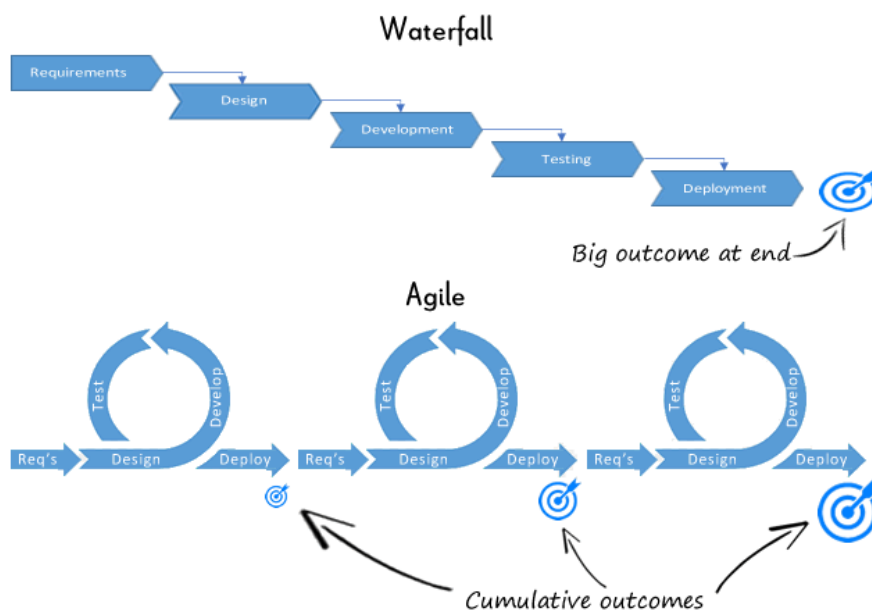 Waterfall
Requirements
Design
Development
Testing
Deployment
Big outcome at end
Agile
Test
Develop
Req's
Design
Deploy
Test
Develop
Req's
Design
Deploy
Test
Develop
Req's
Design
Deploy
Cumulative outcomes